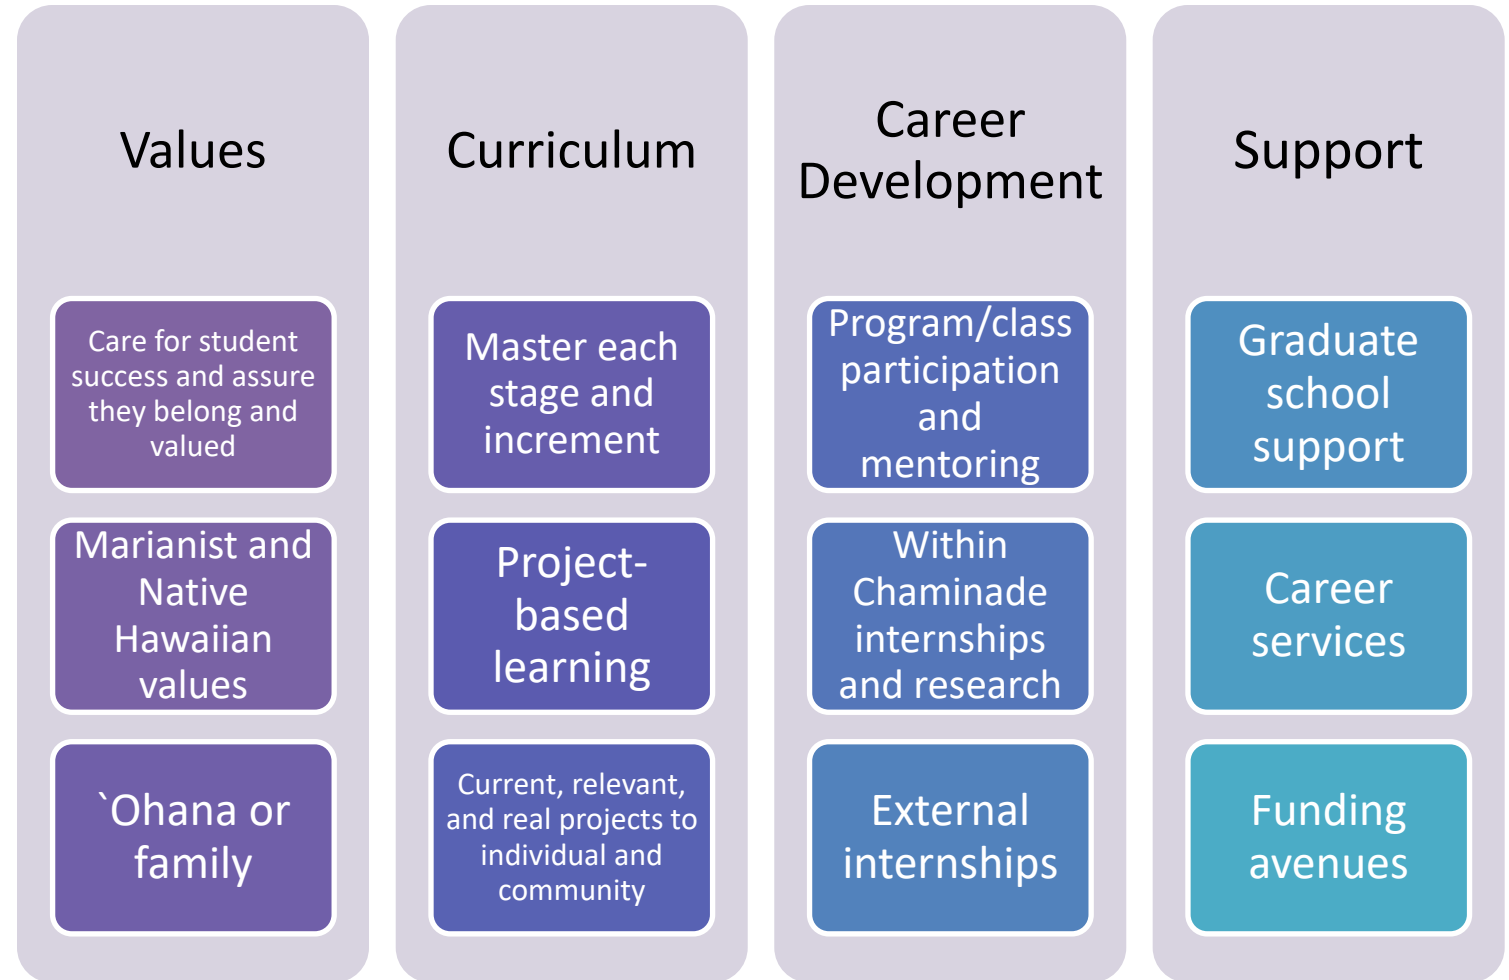 Values
Care for student
success and assure
they belong and
valued
Marianist and
Native
Hawaiian
values
`Ohana or
family
Curriculum
Master each
stage and
increment
Project-
based
learning
Current, relevant,
and real projects to
individual and
community
Career
Development
Program/class
participation
and
mentoring
Within
Chaminade
internships
and research
External
internships
Support
Graduate
school
support
Career
services
Funding
avenues